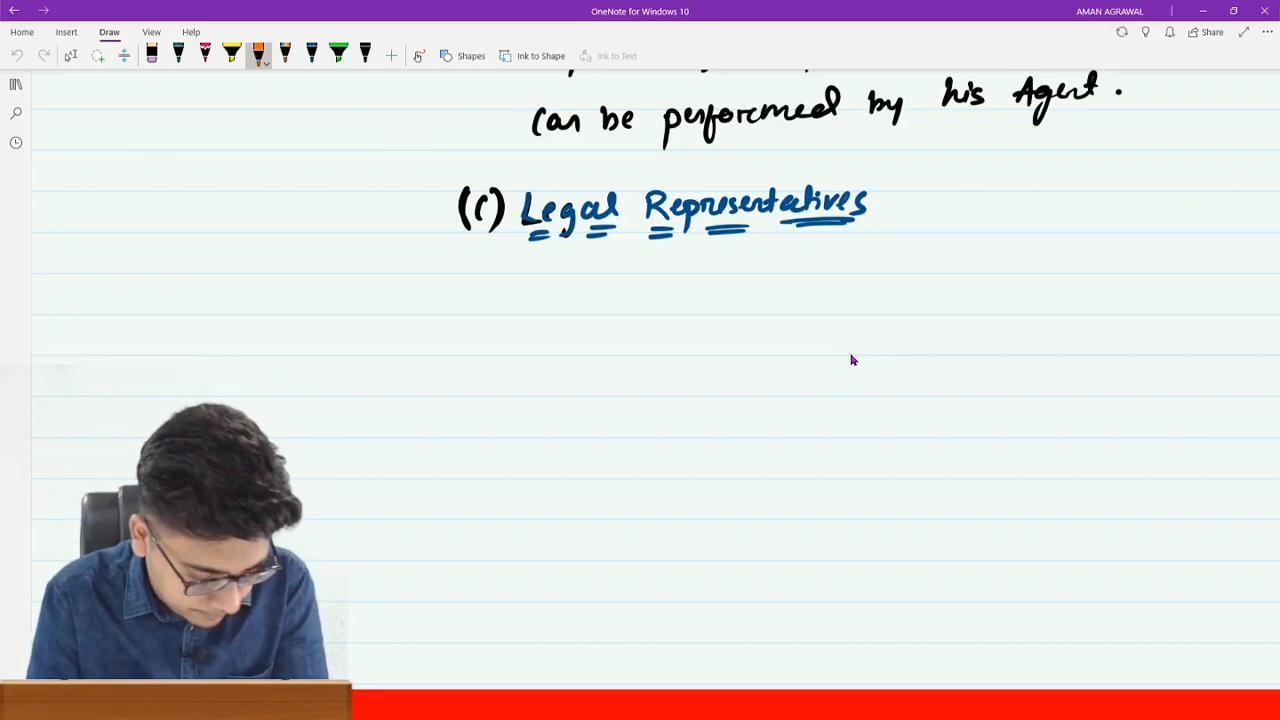 OneNote for Windows 10
AMAN AGRAWAL
Home Insert Draw View Help
Share
Shapes Ink to Shape Ink to Text
can be performed by his Agent.
(C) Legal Representatives